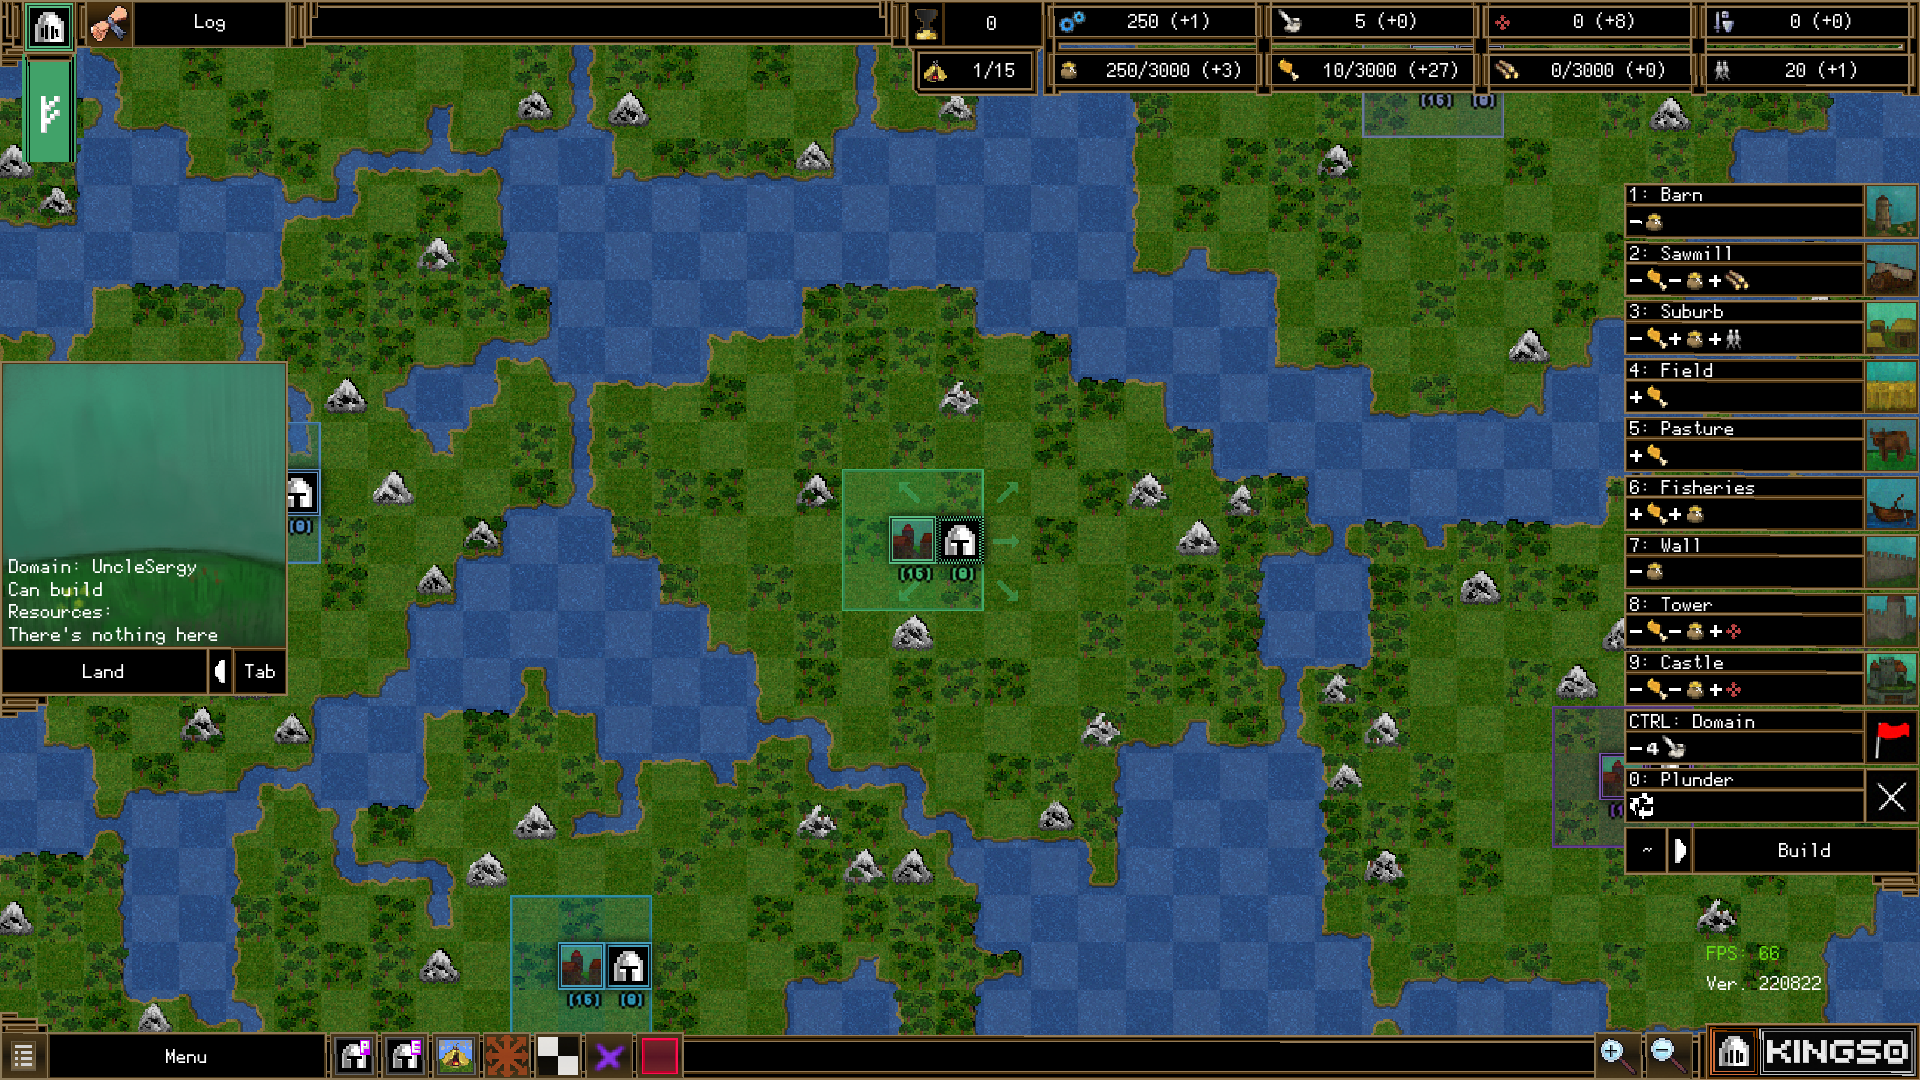 Log
0
250 (+1)
5 (+0)
0 (+8)
0 (+0)
1/15
250/3000 (+3)
10/3000 (+27)
0/3000 (+0)
20 (+1)
(16) (0)
1: Barn
-
2: Sawmill
- - +
3: Suburb
- + +
4: Field
+
5: Pasture
+
6: Fisheries
+ +
7: Wall
-
8: Tower
- - +
9: Castle
- - +
CTRL: Domain
-4
0: Plunder
~
Build
(0)
(16) (0)
Domain: UncleSergy
Can build
Resources:
There's nothing here
Land
Tab
(16) (0)
FPS: 66
Ver. 220822
Menu
P
E
KINGSO